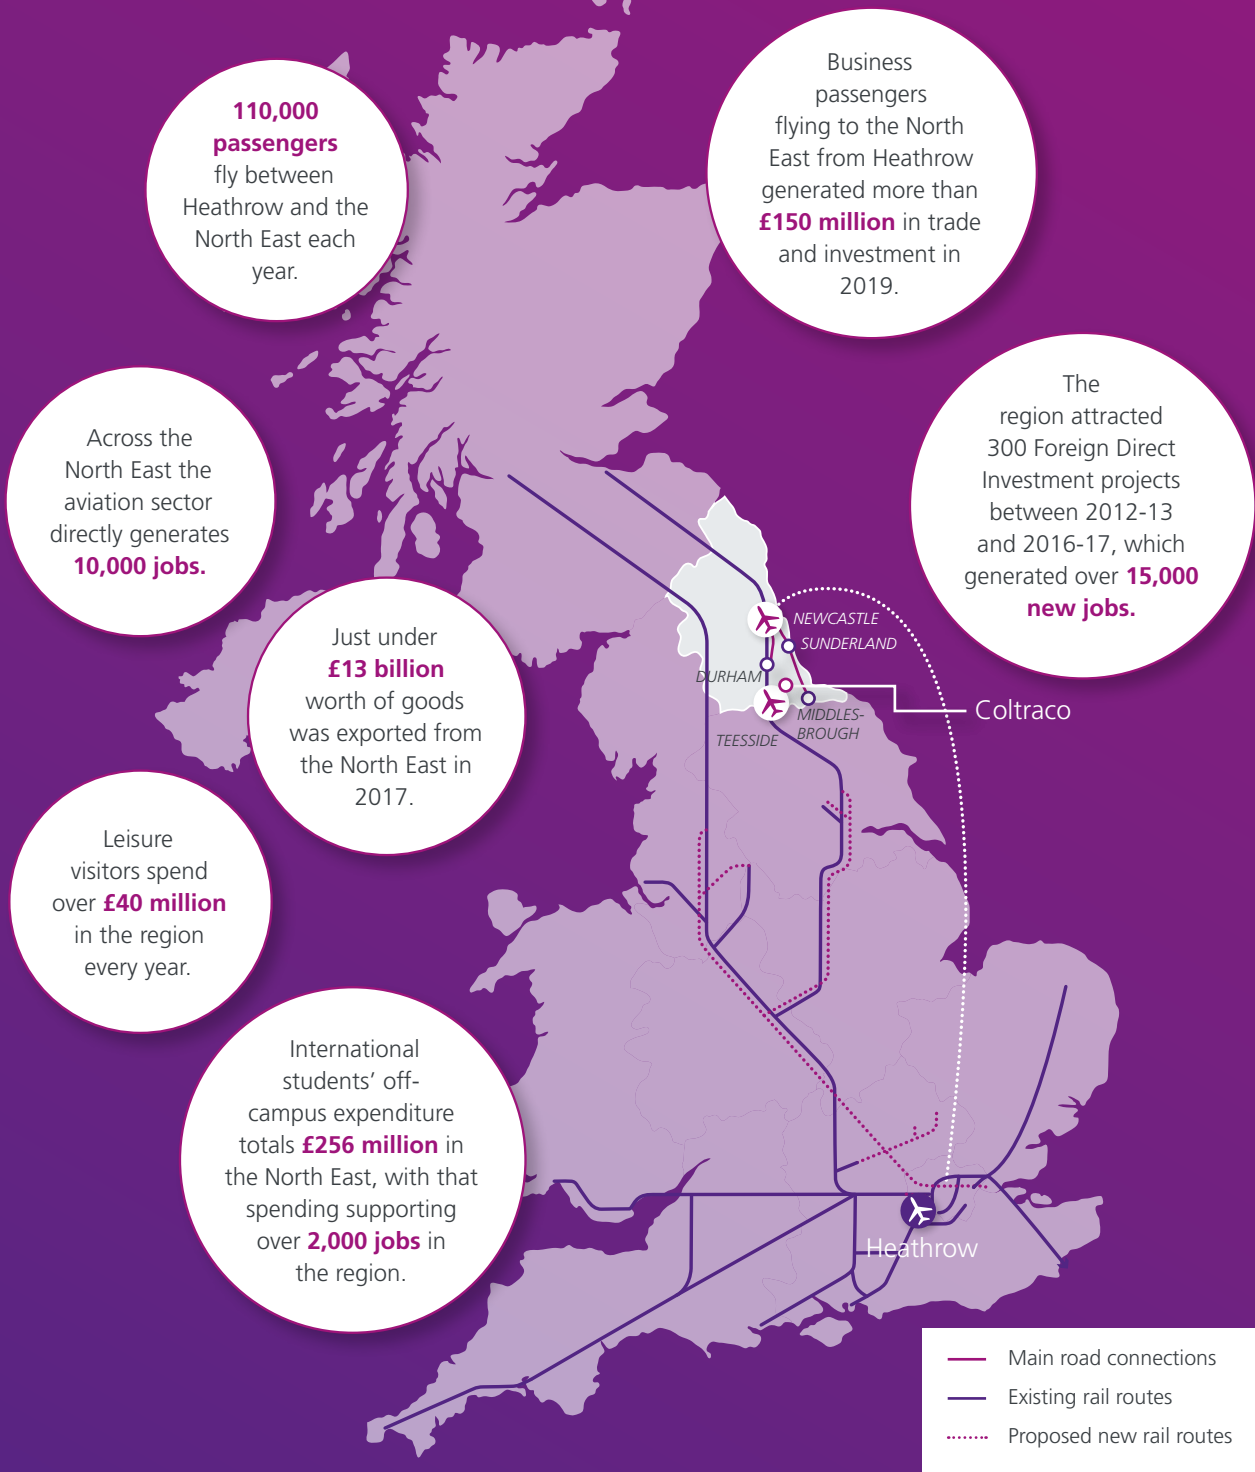 110,000
passengers
fly between
Heathrow and the
North East each
year.
Business
passengers
flying to the North
East from Heathrow
generated more than
£150 million in trade
and investment in
2019.
Across the
North East the
aviation sector
directly generates
10,000 jobs.
The
region attracted
300 Foreign Direct
Investment projects
between 2012-13
and 2016-17, which
generated over 15,000
new jobs.
Just under
£13 billion
worth of goods
was exported from
the North East in
2017.
NEWCASTLE
SUNDERLAND
DURHAM
MIDDLES-
BROUGH
TEESSIDE
Coltraco
Leisure
visitors spend
over £40 million
in the region
every year.
International
students’ off-
campus expenditure
totals £256 million in
the North East, with that
spending supporting
over 2,000 jobs in
the region.
Heathrow
Main road connections
Existing rail routes
Proposed new rail routes